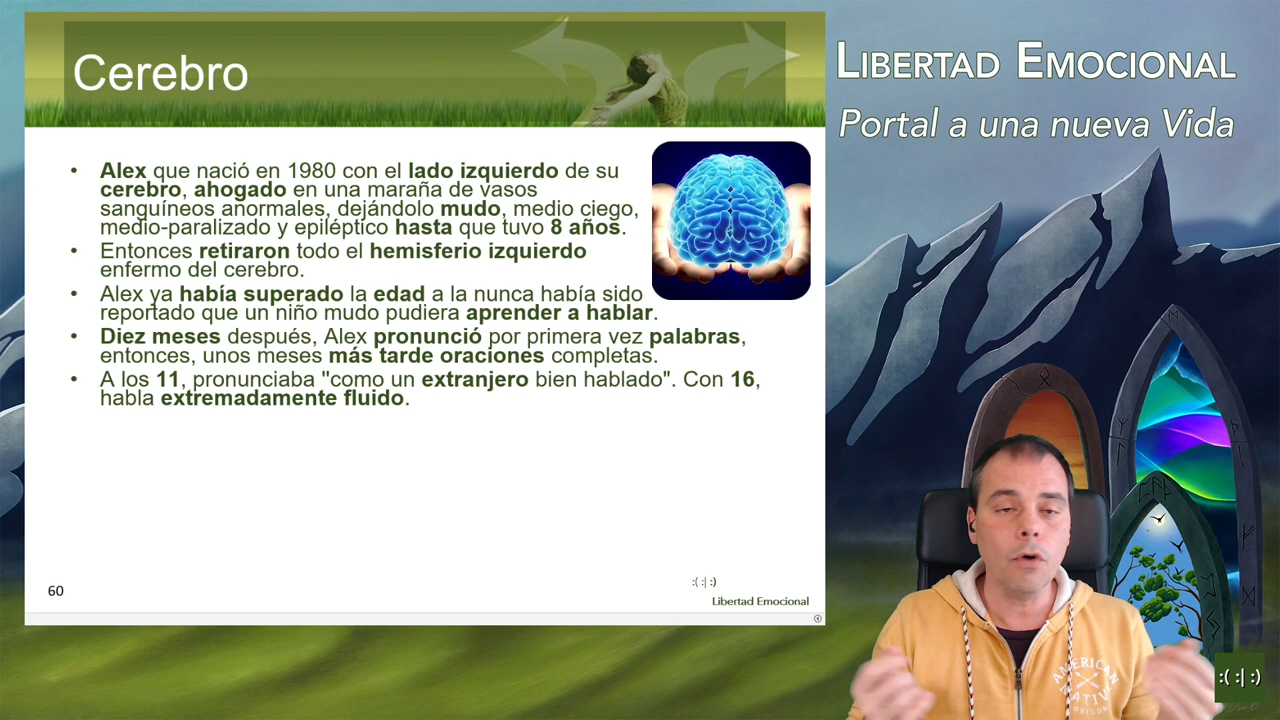 Cerebro
LIBERTAD EMOCIONAL
Portal a una nueva Vida
• Alex que nació en 1980 con el lado izquierdo de su
cerebro, ahogado en una maraña de vasos
sanguíneos anormales, dejándolo mudo, medio ciego,
medio-paralizado y epiléptico hasta que tuvo 8 años.
• Entonces retiraron todo el hemisferio izquierdo
enfermo del cerebro.
• Alex ya había superado la edad a la nunca había sido
reportado que un niño mudo pudiera aprender a hablar.
• Diez meses después, Alex pronunció por primera vez palabras,
entonces, unos meses más tarde oraciones completas.
• A los 11, pronunciaba "como un extranjero bien hablado". Con 16,
habla extremadamente fluido.
60
:( :| :)
Libertad Emocional
AMERICAN
NATIVE
:( :| :)